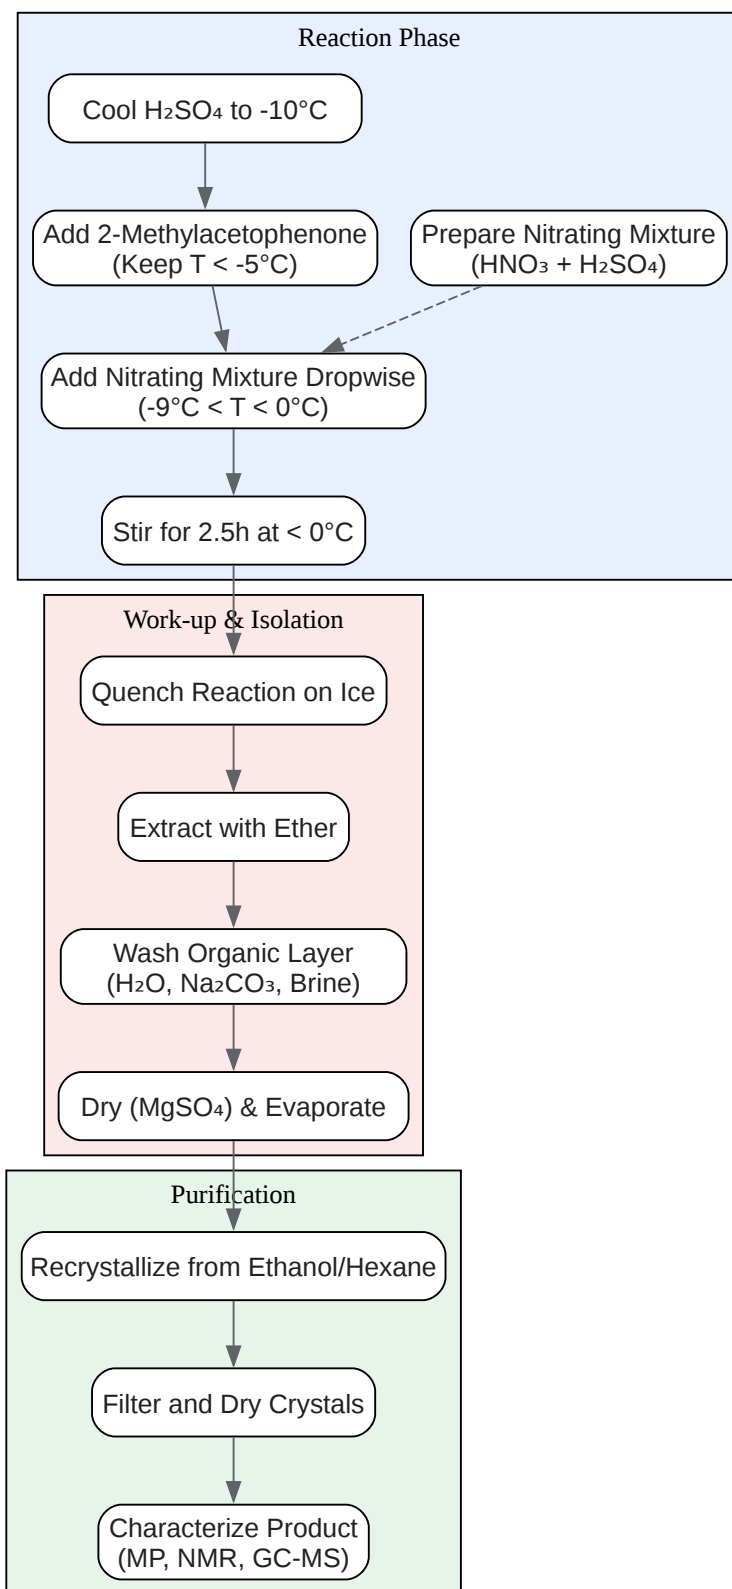 Reaction Phase
Cool H₂SO₄ to -10°C
Add 2-Methylacetophenone
(Keep T < -5°C)
Prepare Nitrating Mixture
(HNO₃ + H₂SO₄)
Add Nitrating Mixture Dropwise
(-9°C < T < 0°C)
Stir for 2.5h at < 0°C
Work-up & Isolation
Quench Reaction on Ice
Extract with Ether
Wash Organic Layer
(H₂O, Na₂CO₃, Brine)
Dry (MgSO₄) & Evaporate
Purification
Recrystallize from Ethanol/Hexane
Filter and Dry Crystals
Characterize Product
(MP, NMR, GC-MS)